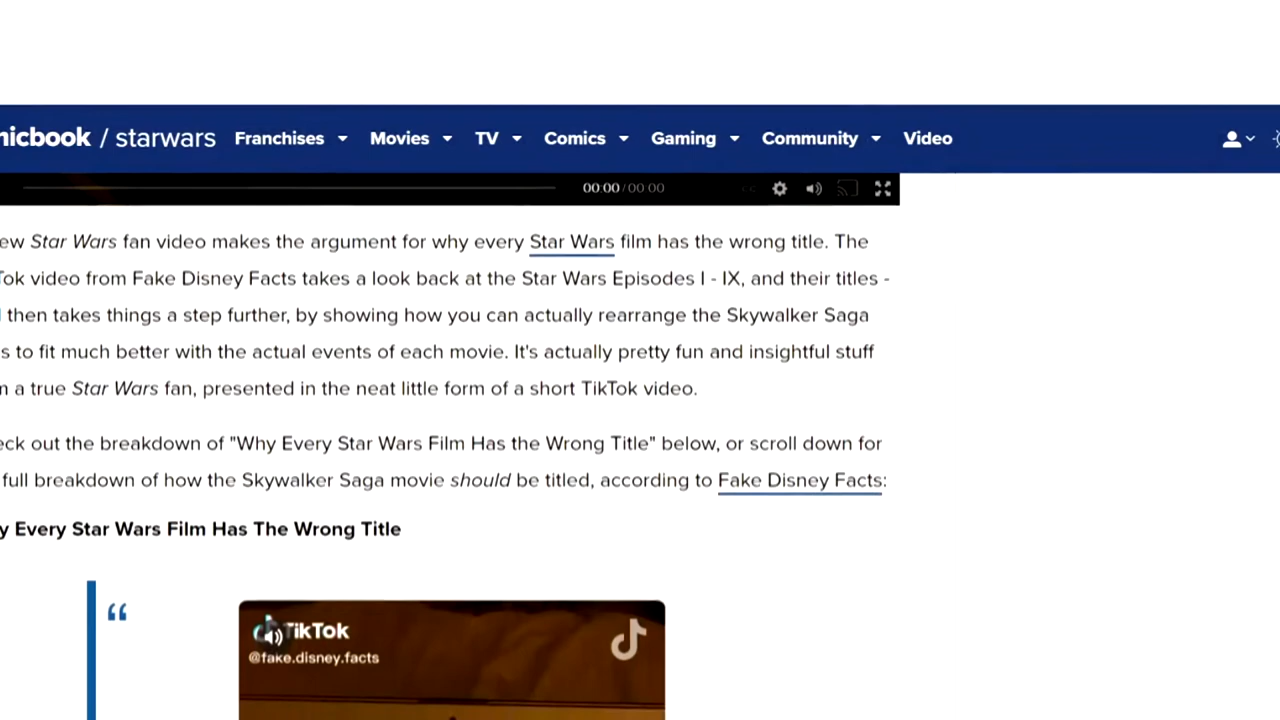 nicbook / starwars Franchises Movies TV Comics Gaming Community Video
00:00 / 00:00
ew Star Wars fan video makes the argument for why every Star Wars film has the wrong title. The
Tok video from Fake Disney Facts takes a look back at the Star Wars Episodes I - IX, and their titles -
then takes things a step further, by showing how you can actually rearrange the Skywalker Saga
s to fit much better with the actual events of each movie. It's actually pretty fun and insightful stuff
n a true Star Wars fan, presented in the neat little form of a short TikTok video.
eck out the breakdown of "Why Every Star Wars Film Has the Wrong Title" below, or scroll down for
full breakdown of how the Skywalker Saga movie should be titled, according to Fake Disney Facts:
y Every Star Wars Film Has The Wrong Title
“
TikTok
@fake.disney.facts